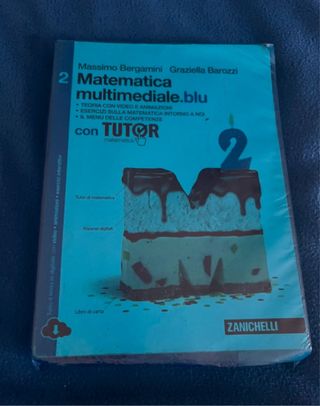 Massimo Bergamini Graziella Barozzi
2 Matematica
multimediale.blu
• TEORIA CON VIDEO E ANIMAZIONI
• ESERCIZI SULLA MATEMATICA INTORNO A NOI
• IL MENU DELLE COMPETENZE
con TUTOR
matematica
2
Tutor di matematica
Risorse digitali
Libro di carta
ZANICHELLI